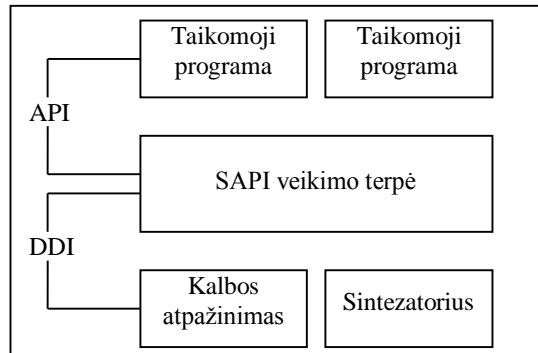 Taikomoji
programa
Taikomoji
programa
API
SAPI veikimo terpė
DDI
Kalbos
atpažinimas
Sintezatorius